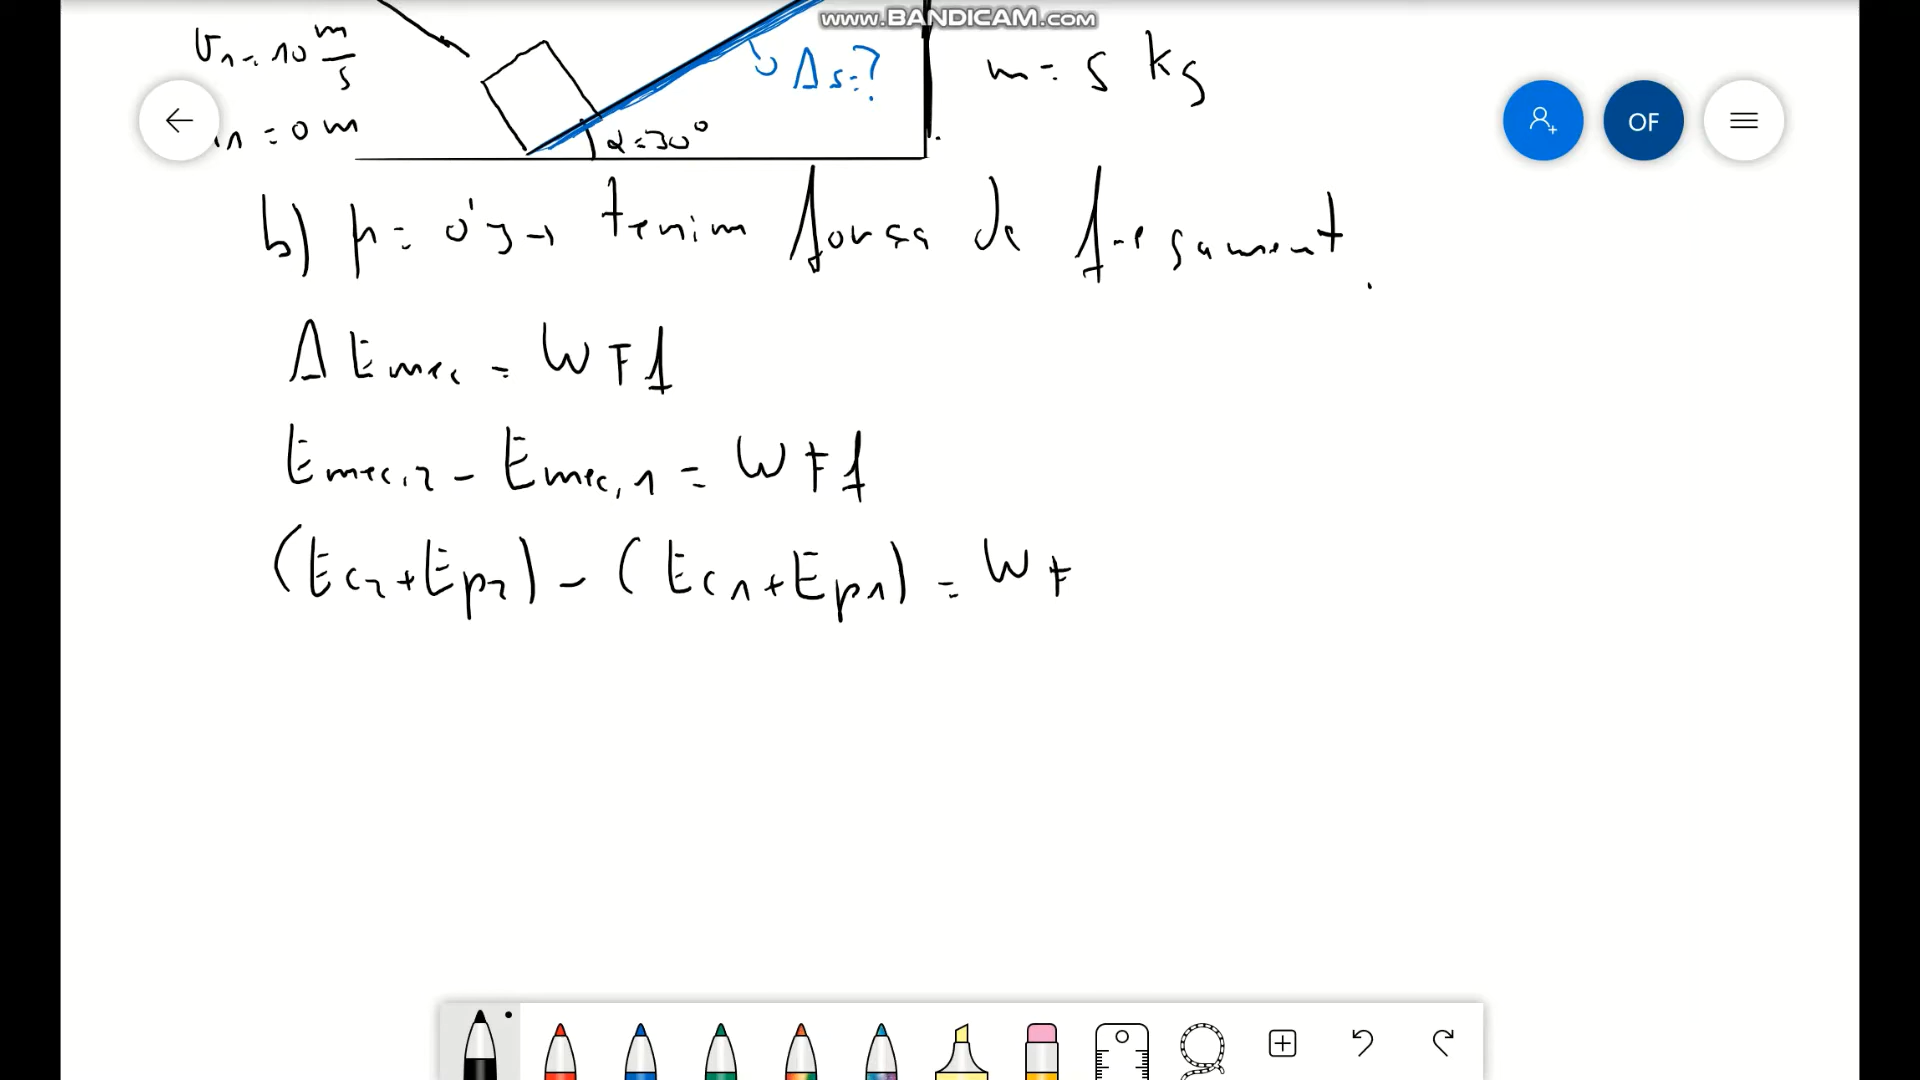 www.BANDICAM.com
v₁ = 10 m/s
Δs = ?
m = 5 kg
₁ = 0 m
α = 30°
OF
b) μ = 0'3 → tenim força de fregament.
ΔEmec = WFf
Emec,2 - Emec,1 = WFf
(Ec2 + Ep2) - (Ec1 + Ep1) = WF